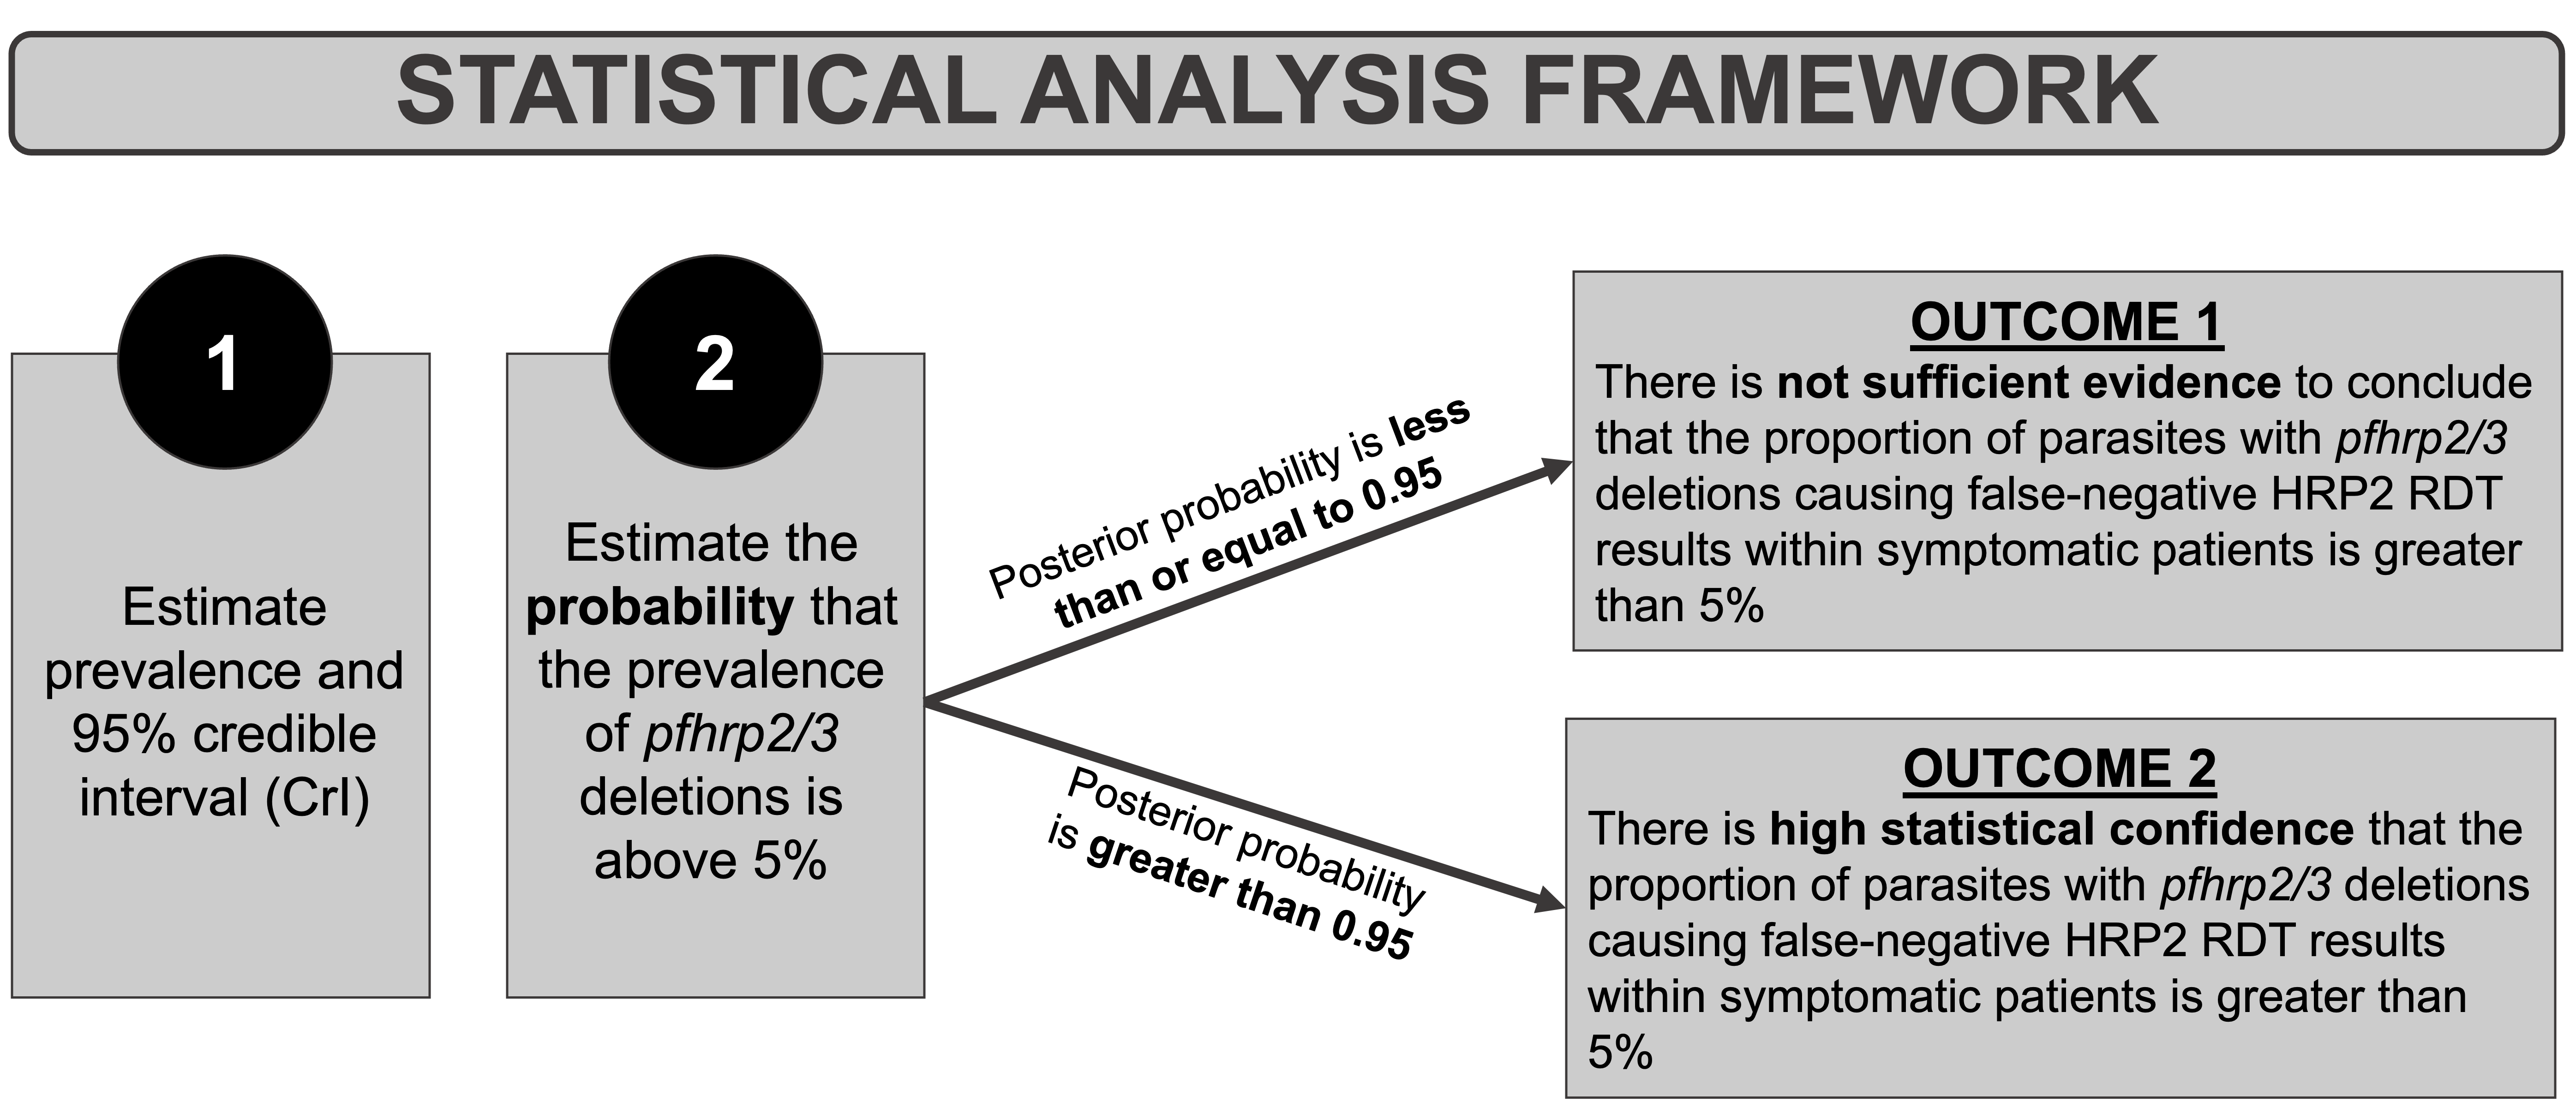 STATISTICAL ANALYSIS FRAMEWORK
1
Estimate
prevalence and
95% credible
interval (CrI)
2
Estimate the
probability that
the prevalence
of pfhrp2/3
deletions is
above 5%
Posterior probability is less
than or equal to 0.95
Posterior probability
is greater than 0.95
OUTCOME 1
There is not sufficient evidence to conclude
that the proportion of parasites with pfhrp2/3
deletions causing false-negative HRP2 RDT
results within symptomatic patients is greater
than 5%
OUTCOME 2
There is high statistical confidence that the
proportion of parasites with pfhrp2/3 deletions
causing false-negative HRP2 RDT results
within symptomatic patients is greater than
5%